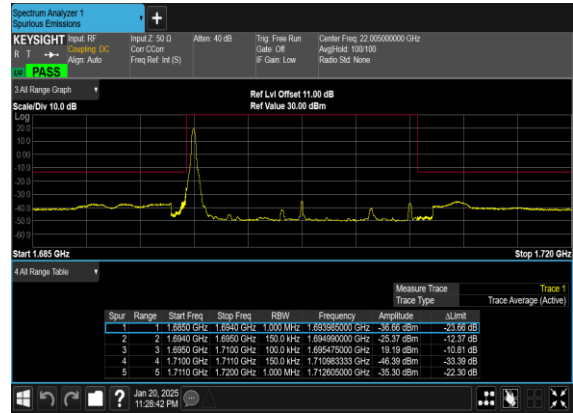 Spectrum Analyzer 1
Spurious Emissions
+
KEYSIGHT Input: RF Input Z: 50 Ω Atten: 40 dB Trig: Free Run Center Freq: 22.005000000 GHz
R T Coupling: DC Corr CCorr Gate: Off Avg|Hold: 100/100
Align: Auto Freq Ref: Int (S) IF Gain: Low Radio Std: None
PASS
3 All Range Graph
Ref Lvl Offset 11.00 dB
Scale/Div 10.0 dB Ref Value 30.00 dBm
Log
20.0
10.0
0.00
-10.0
-20.0
-30.0
-40.0
-50.0
-60.0
Start 1.685 GHz Stop 1.720 GHz
4 All Range Table
Measure Trace Trace 1
Trace Type Trace Average (Active)
Spur Range Start Freq Stop Freq RBW Frequency Amplitude ΔLimit
1 1 1.6850 GHz 1.6940 GHz 1.000 MHz 1.693985000 GHz -36.66 dBm -23.66 dB
2 2 1.6940 GHz 1.6950 GHz 150.0 kHz 1.694990000 GHz -25.37 dBm -12.37 dB
3 3 1.6950 GHz 1.7100 GHz 100.0 kHz 1.695475000 GHz 19.19 dBm -10.81 dB
4 4 1.7100 GHz 1.7110 GHz 150.0 kHz 1.710983333 GHz -46.39 dBm -33.39 dB
5 5 1.7110 GHz 1.7200 GHz 1.000 MHz 1.712605000 GHz -35.30 dBm -22.30 dB
?
Jan 20, 2025
11:28:42 PM